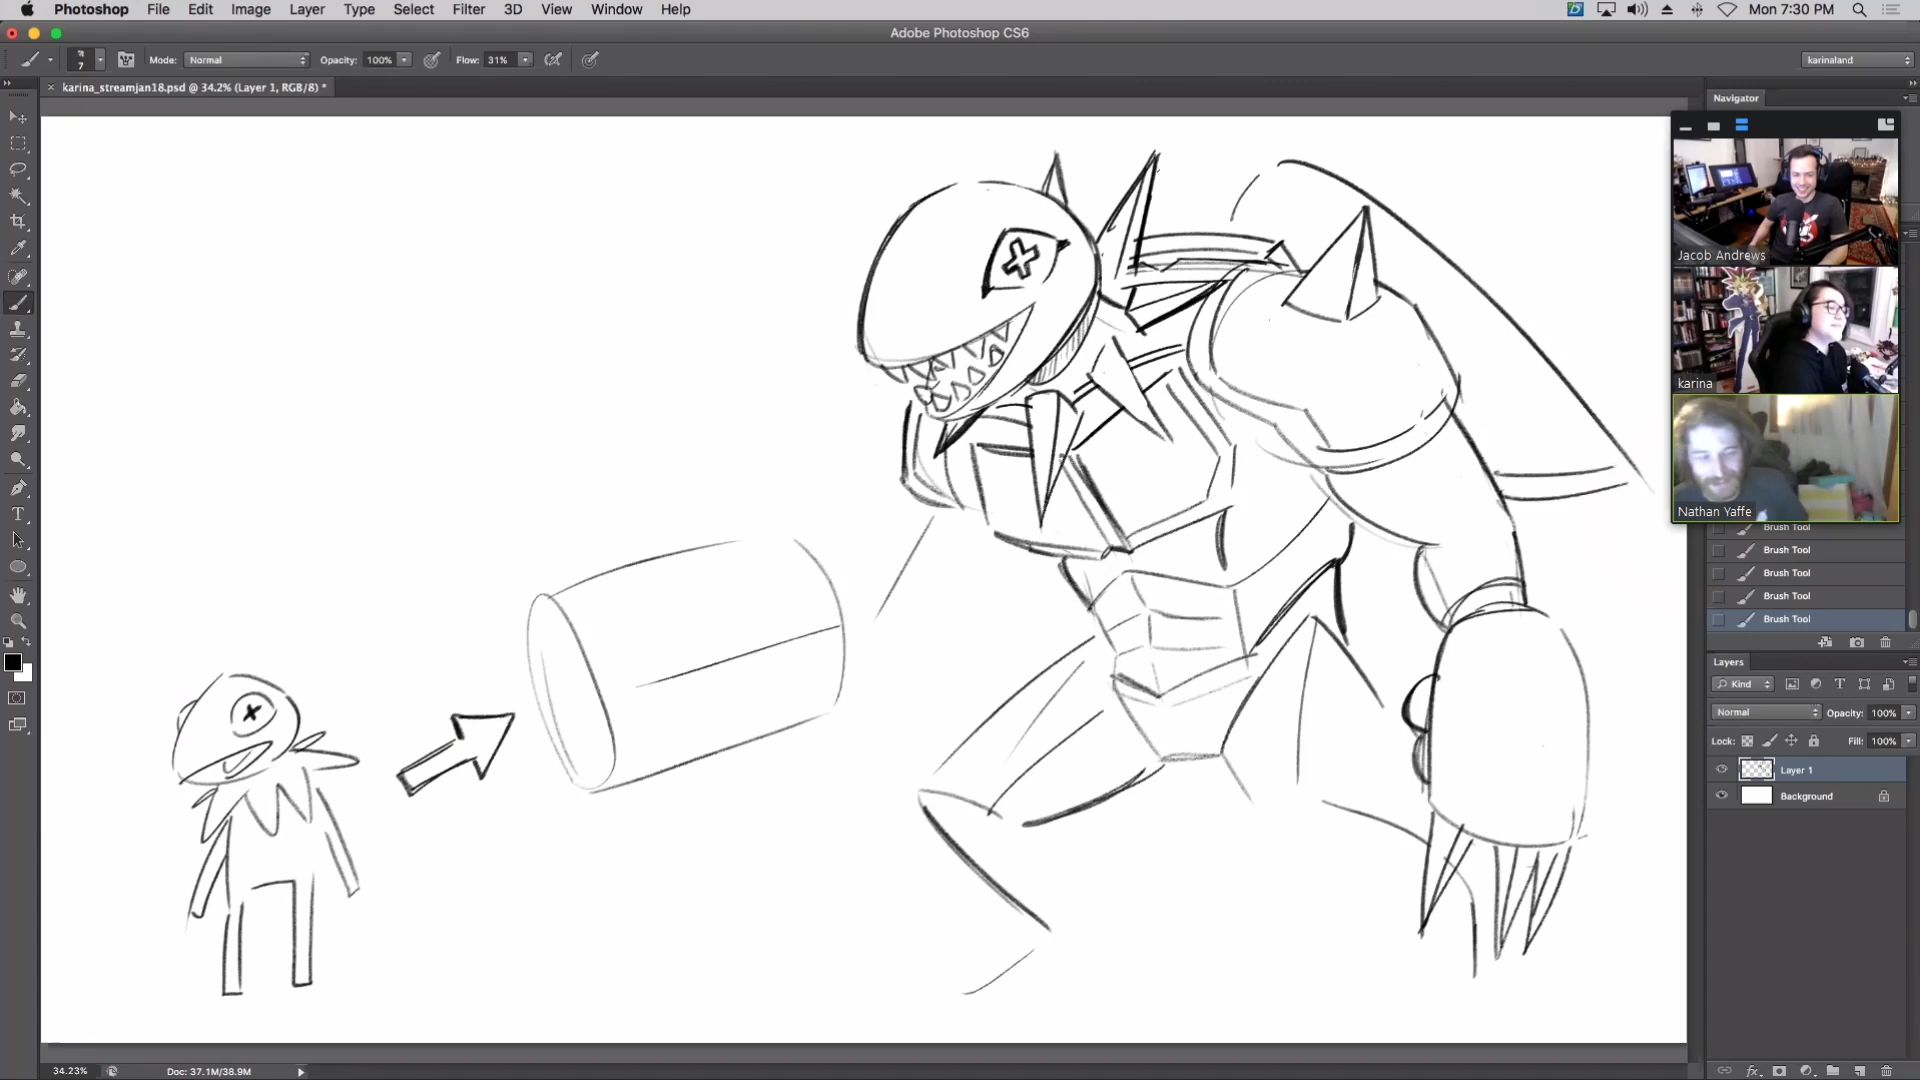 Photoshop File Edit Image Layer Type Select Filter 3D View Window Help Mon 7:30 PM
Adobe Photoshop CS6
7 Mode: Normal Opacity: 100% Flow: 31% karinaland
karina_streamjan18.psd @ 34.2% (Layer 1, RGB/8) *
Navigator
Jacob Andrews
karina
Nathan Yaffe
Brush Tool
Brush Tool
Brush Tool
Brush Tool
Brush Tool
Layers
Kind
Normal Opacity: 100%
Lock: Fill: 100%
Layer 1
Background
34.23% Doc: 37.1M/38.9M